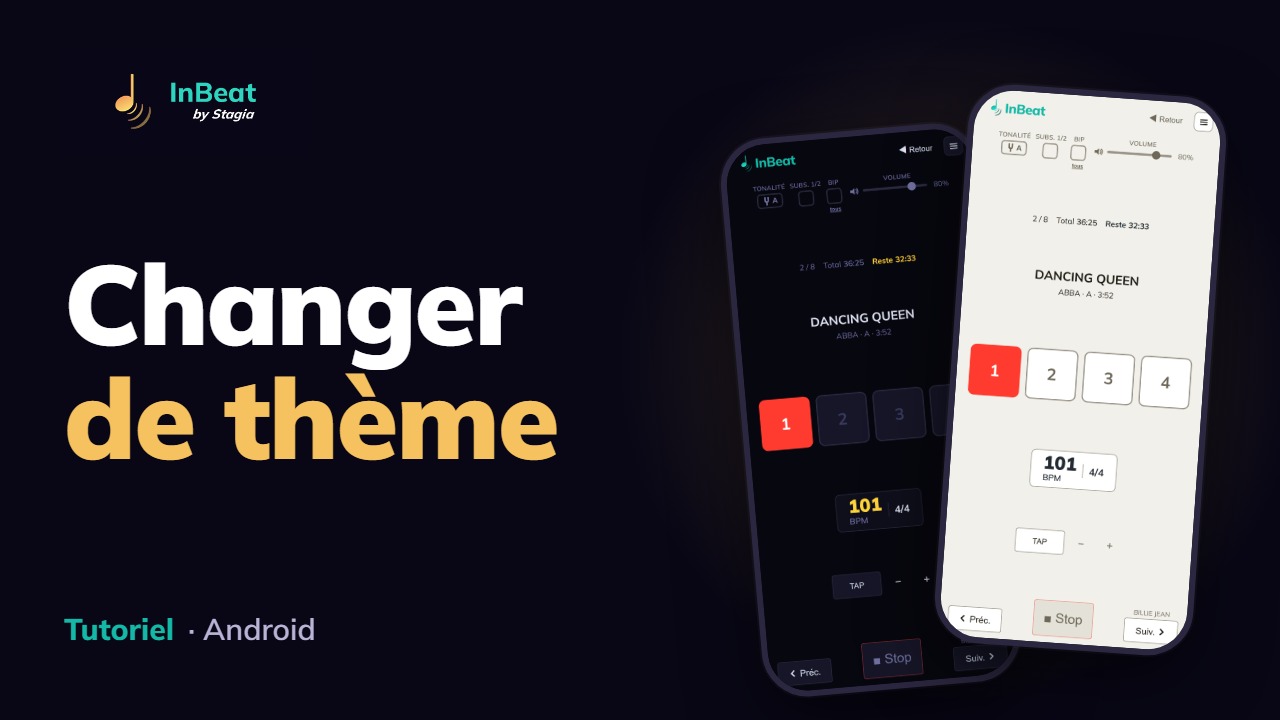 InBeat
by Stagia
Changer
de thème
Tutoriel · Android
InBeat
◀ Retour
TONALITÉ SUBS. 1/2 BIP VOLUME
A 80%
2 / 8 Total 36:25 Reste 32:33
DANCING QUEEN
ABBA · A · 3:52
1 2 3
101 4/4
BPM
TAP − +
Préc. Stop Suiv.
InBeat
◀ Retour
TONALITÉ SUBS. 1/2 BIP VOLUME
A 80%
2 / 8 Total 36:25 Reste 32:33
DANCING QUEEN
ABBA · A · 3:52
1 2 3 4
101 4/4
BPM
TAP − +
BILLIE JEAN
Préc. Stop Suiv.